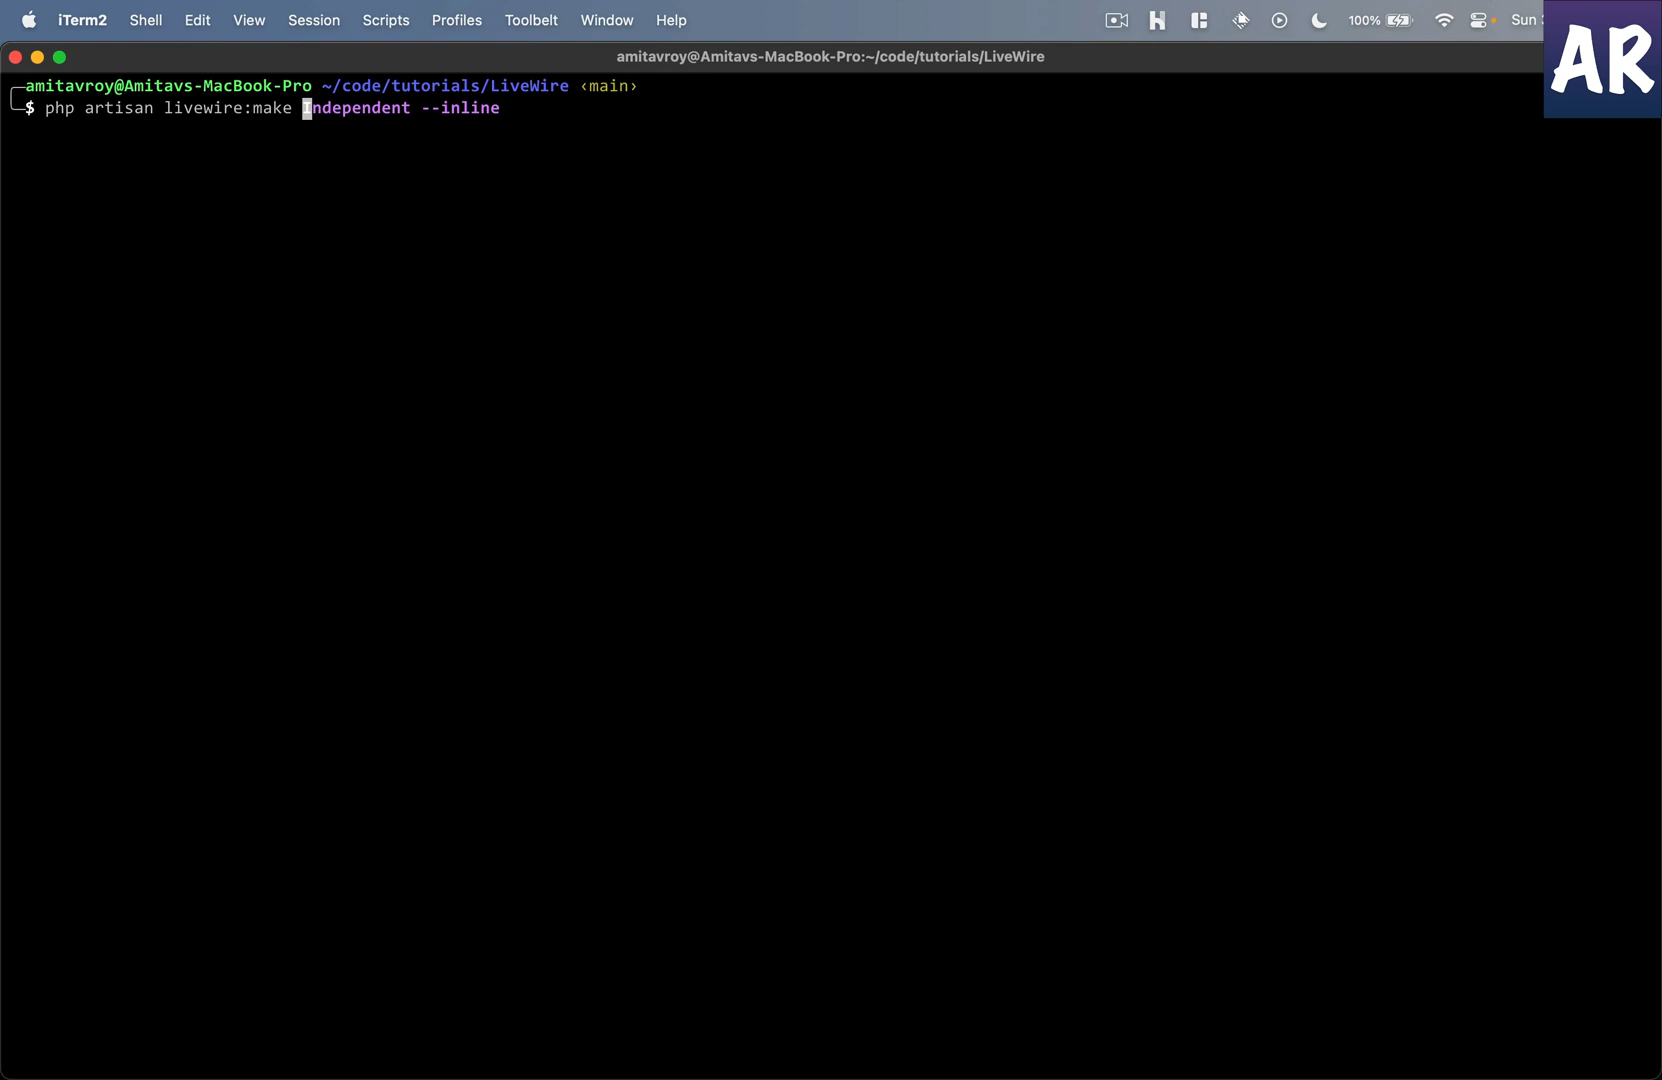 iTerm2 Shell Edit View Session Scripts Profiles Toolbelt Window Help 100% Sun
amitavroy@Amitavs-MacBook-Pro:~/code/tutorials/LiveWire
AR
amitavroy@Amitavs-MacBook-Pro ~/code/tutorials/LiveWire ‹main›
$ php artisan livewire:make Independent --inline